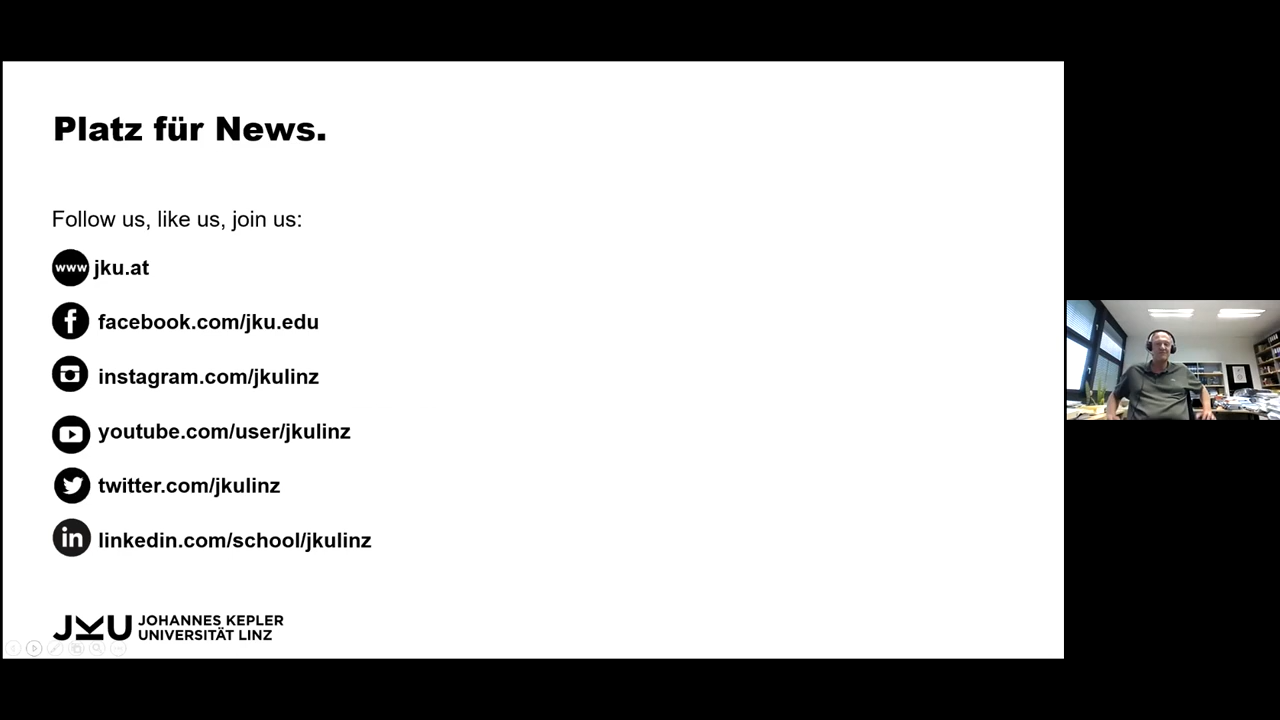 Platz für News.
Follow us, like us, join us:
www jku.at
facebook.com/jku.edu
instagram.com/jkulinz
youtube.com/user/jkulinz
twitter.com/jkulinz
in linkedin.com/school/jkulinz
JKU JOHANNES KEPLER
UNIVERSITÄT LINZ